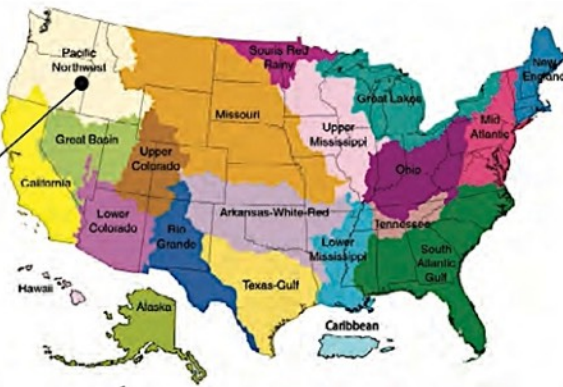 Pacific
Northwest
Souris Red
Rainy
New
England
Great Lakes
Missouri
Upper
Mississippi
Mid
Atlantic
Great Basin
Upper
Colorado
Ohio
California
Lower
Colorado
Rio
Grande
Arkansas-White-Red
Tennessee
Lower
Mississippi
South
Atlantic
Gulf
Texas-Gulf
Hawaii
Alaska
Caribbean